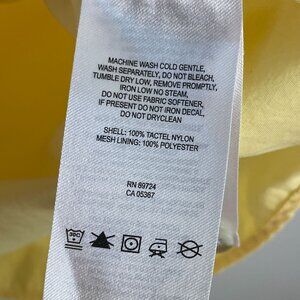 MACHINE WASH COLD GENTLE,
WASH SEPARATELY, DO NOT BLEACH,
TUMBLE DRY LOW, REMOVE PROMPTLY,
IRON LOW NO STEAM,
DO NOT USE FABRIC SOFTENER,
IF PRESENT DO NOT IRON DECAL,
DO NOT DRYCLEAN
SHELL: 100% TACTEL NYLON
MESH LINING: 100% POLYESTER
RN 89724
CA 05367
30C